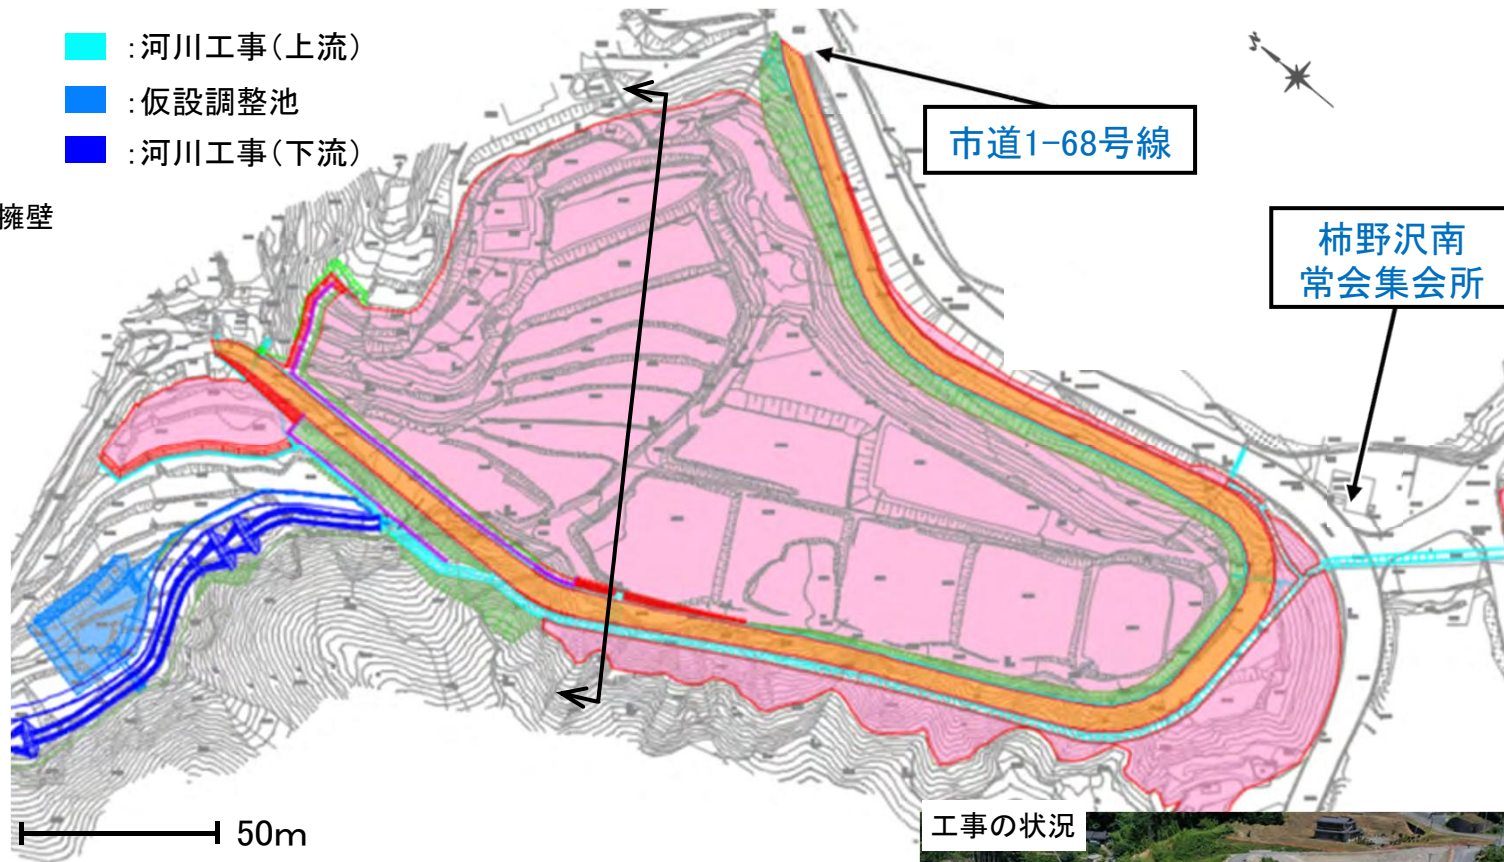 :河川工事(上流)
:仮設調整池
:河川工事(下流)
擁壁
市道1-68号線
柿野沢南
常会集会所
50m
工事の状況